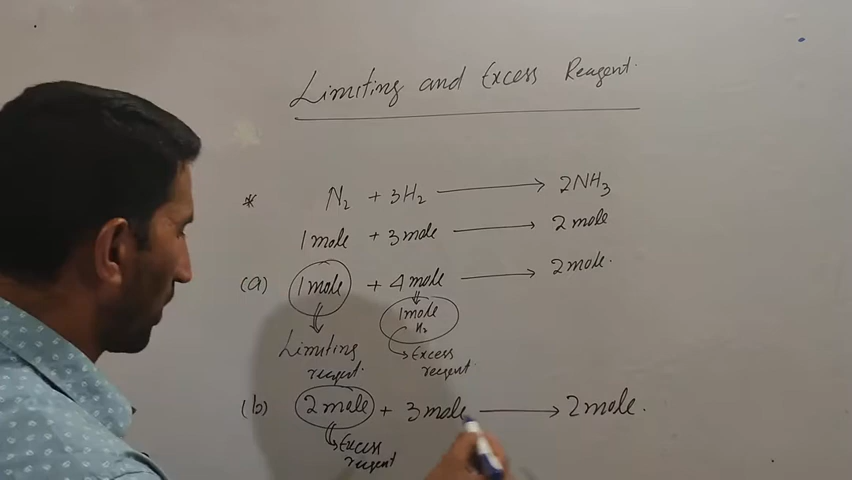 Limiting and Excess Reagent.
* N₂ + 3H₂ → 2NH₃
1 mole + 3 mole → 2 mole
(a) 1 mole + 4 mole → 2 mole.
1 mole
H₂
Limiting
reagent.
Excess
reagent.
(b) 2 mole + 3 mole → 2 mole.
Excess
reagent